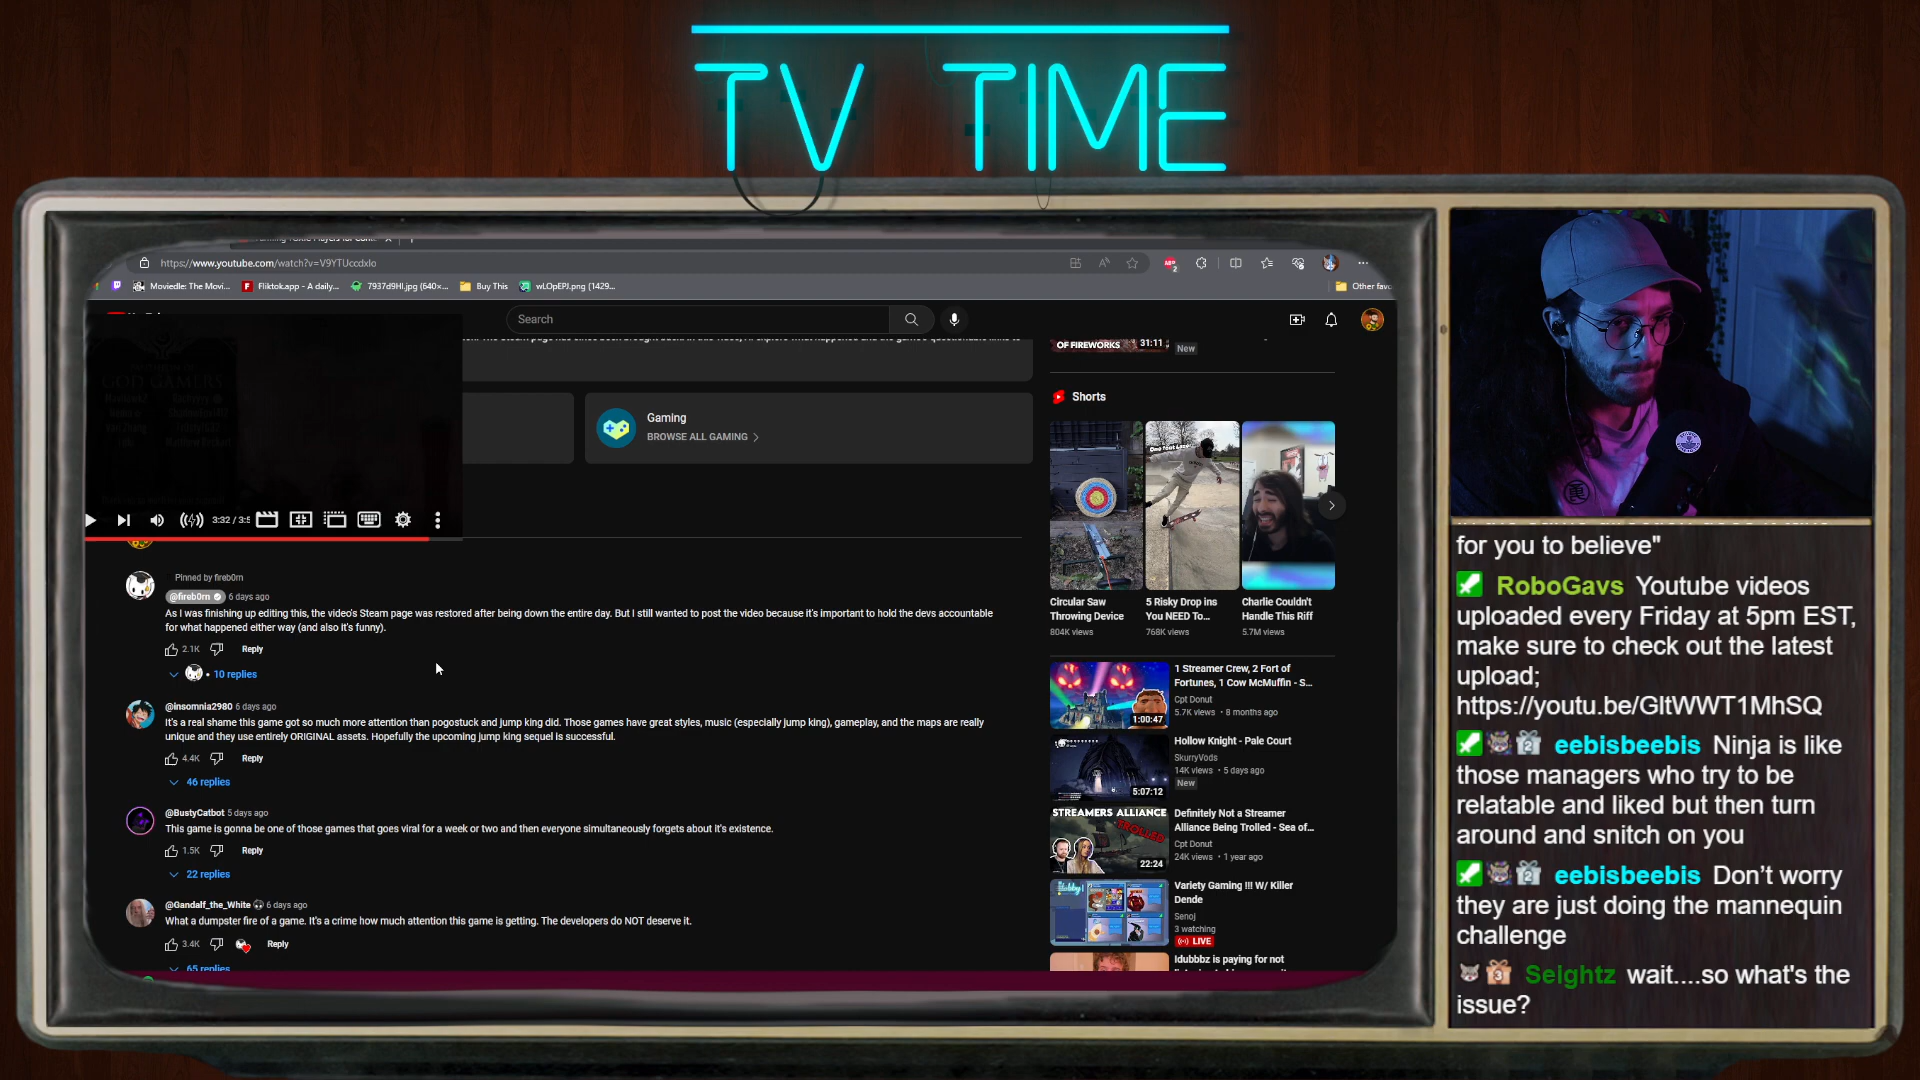 TV TIME
https://www.youtube.com/watch?v=V9YTUccdxlo
Moviedle: The Movi...
Fliktok.app - A daily...
7937d9HI.jpg (640×...
Buy This
wLOpEPJ.png (1429...
Other favo
Search
GOD GAMERS
3:32 / 3:5
Gaming
BROWSE ALL GAMING
Pinned by fireb0rn
@fireb0rn 6 days ago
As I was finishing up editing this, the video's Steam page was restored after being down the entire day. But I still wanted to post the video because it's important to hold the devs accountable
for what happened either way (and also it's funny).
2.1K Reply
10 replies
@insomnia2980 6 days ago
It's a real shame this game got so much more attention than pogostuck and jump king did. Those games have great styles, music (especially jump king), gameplay, and the maps are really
unique and they use entirely ORIGINAL assets. Hopefully the upcoming jump king sequel is successful.
4.4K Reply
46 replies
@BustyCatbot 5 days ago
This game is gonna be one of those games that goes viral for a week or two and then everyone simultaneously forgets about it's existence.
1.5K Reply
22 replies
@Gandalf_the_White 6 days ago
What a dumpster fire of a game. It's a crime how much attention this game is getting. The developers do NOT deserve it.
3.4K Reply
65 replies
OF FIREWORKS
31:11
New
Shorts
Circular Saw
Throwing Device
804K views
5 Risky Drop ins
You NEED To...
768K views
Charlie Couldn't
Handle This Riff
5.7M views
1:00:47
1 Streamer Crew, 2 Fort of
Fortunes, 1 Cow McMuffin - S...
Cpt Donut
5.7K views • 8 months ago
5:07:12
Hollow Knight - Pale Court
SkurryVods
14K views • 5 days ago
New
STREAMERS ALLIANCE
TROLLED
22:24
Definitely Not a Streamer
Alliance Being Trolled - Sea of...
Cpt Donut
24K views • 1 year ago
Variety Gaming !!! W/ Killer
Dende
Senoj
3 watching
LIVE
Idubbbz is paying for not
for you to believe"
RoboGavs Youtube videos
uploaded every Friday at 5pm EST,
make sure to check out the latest
upload;
https://youtu.be/GltWWT1MhSQ
eebisbeebis Ninja is like
those managers who try to be
relatable and liked but then turn
around and snitch on you
eebisbeebis Don't worry
they are just doing the mannequin
challenge
Seightz wait....so what's the
issue?